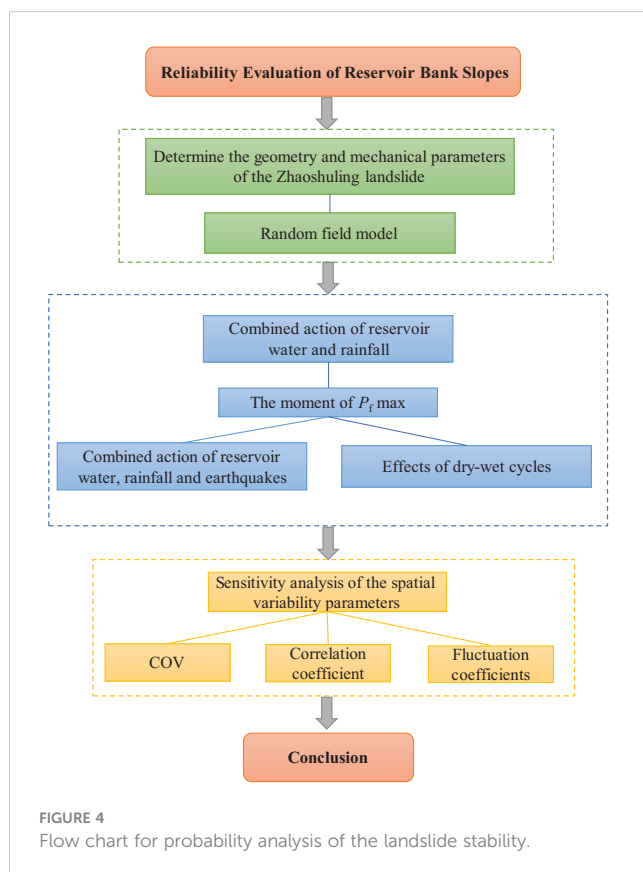 Reliability Evaluation of Reservoir Bank Slopes
Determine the geometry and mechanical parameters
of the Zhaoshuling landslide
Random field model
Combined action of reservoir
water and rainfall
The moment of Pf max
Combined action of reservoir
water, rainfall and earthquakes
Effects of dry-wet cycles
Sensitivity analysis of the spatial
variability parameters
COV
Correlation
coefficient
Fluctuation
coefficients
Conclusion
FIGURE 4
Flow chart for probability analysis of the landslide stability.